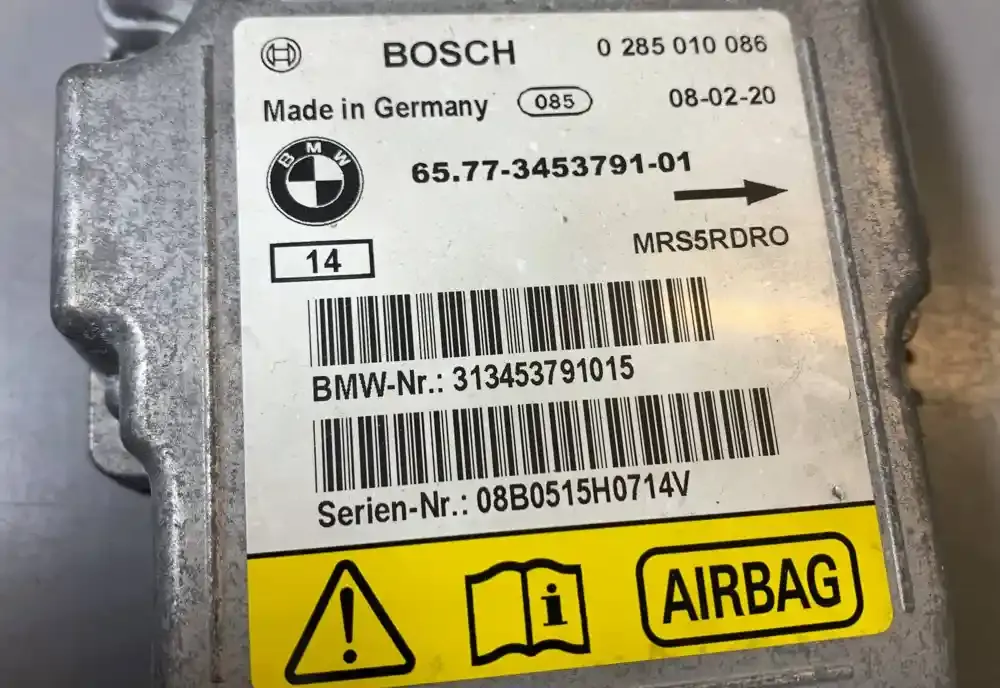 BOSCH 0 285 010 086
Made in Germany 085 08-02-20
BMW
65.77-3453791-01
MRS5RDRO
14
BMW-Nr.: 313453791015
Serien-Nr.: 08B0515H0714V
AIRBAG